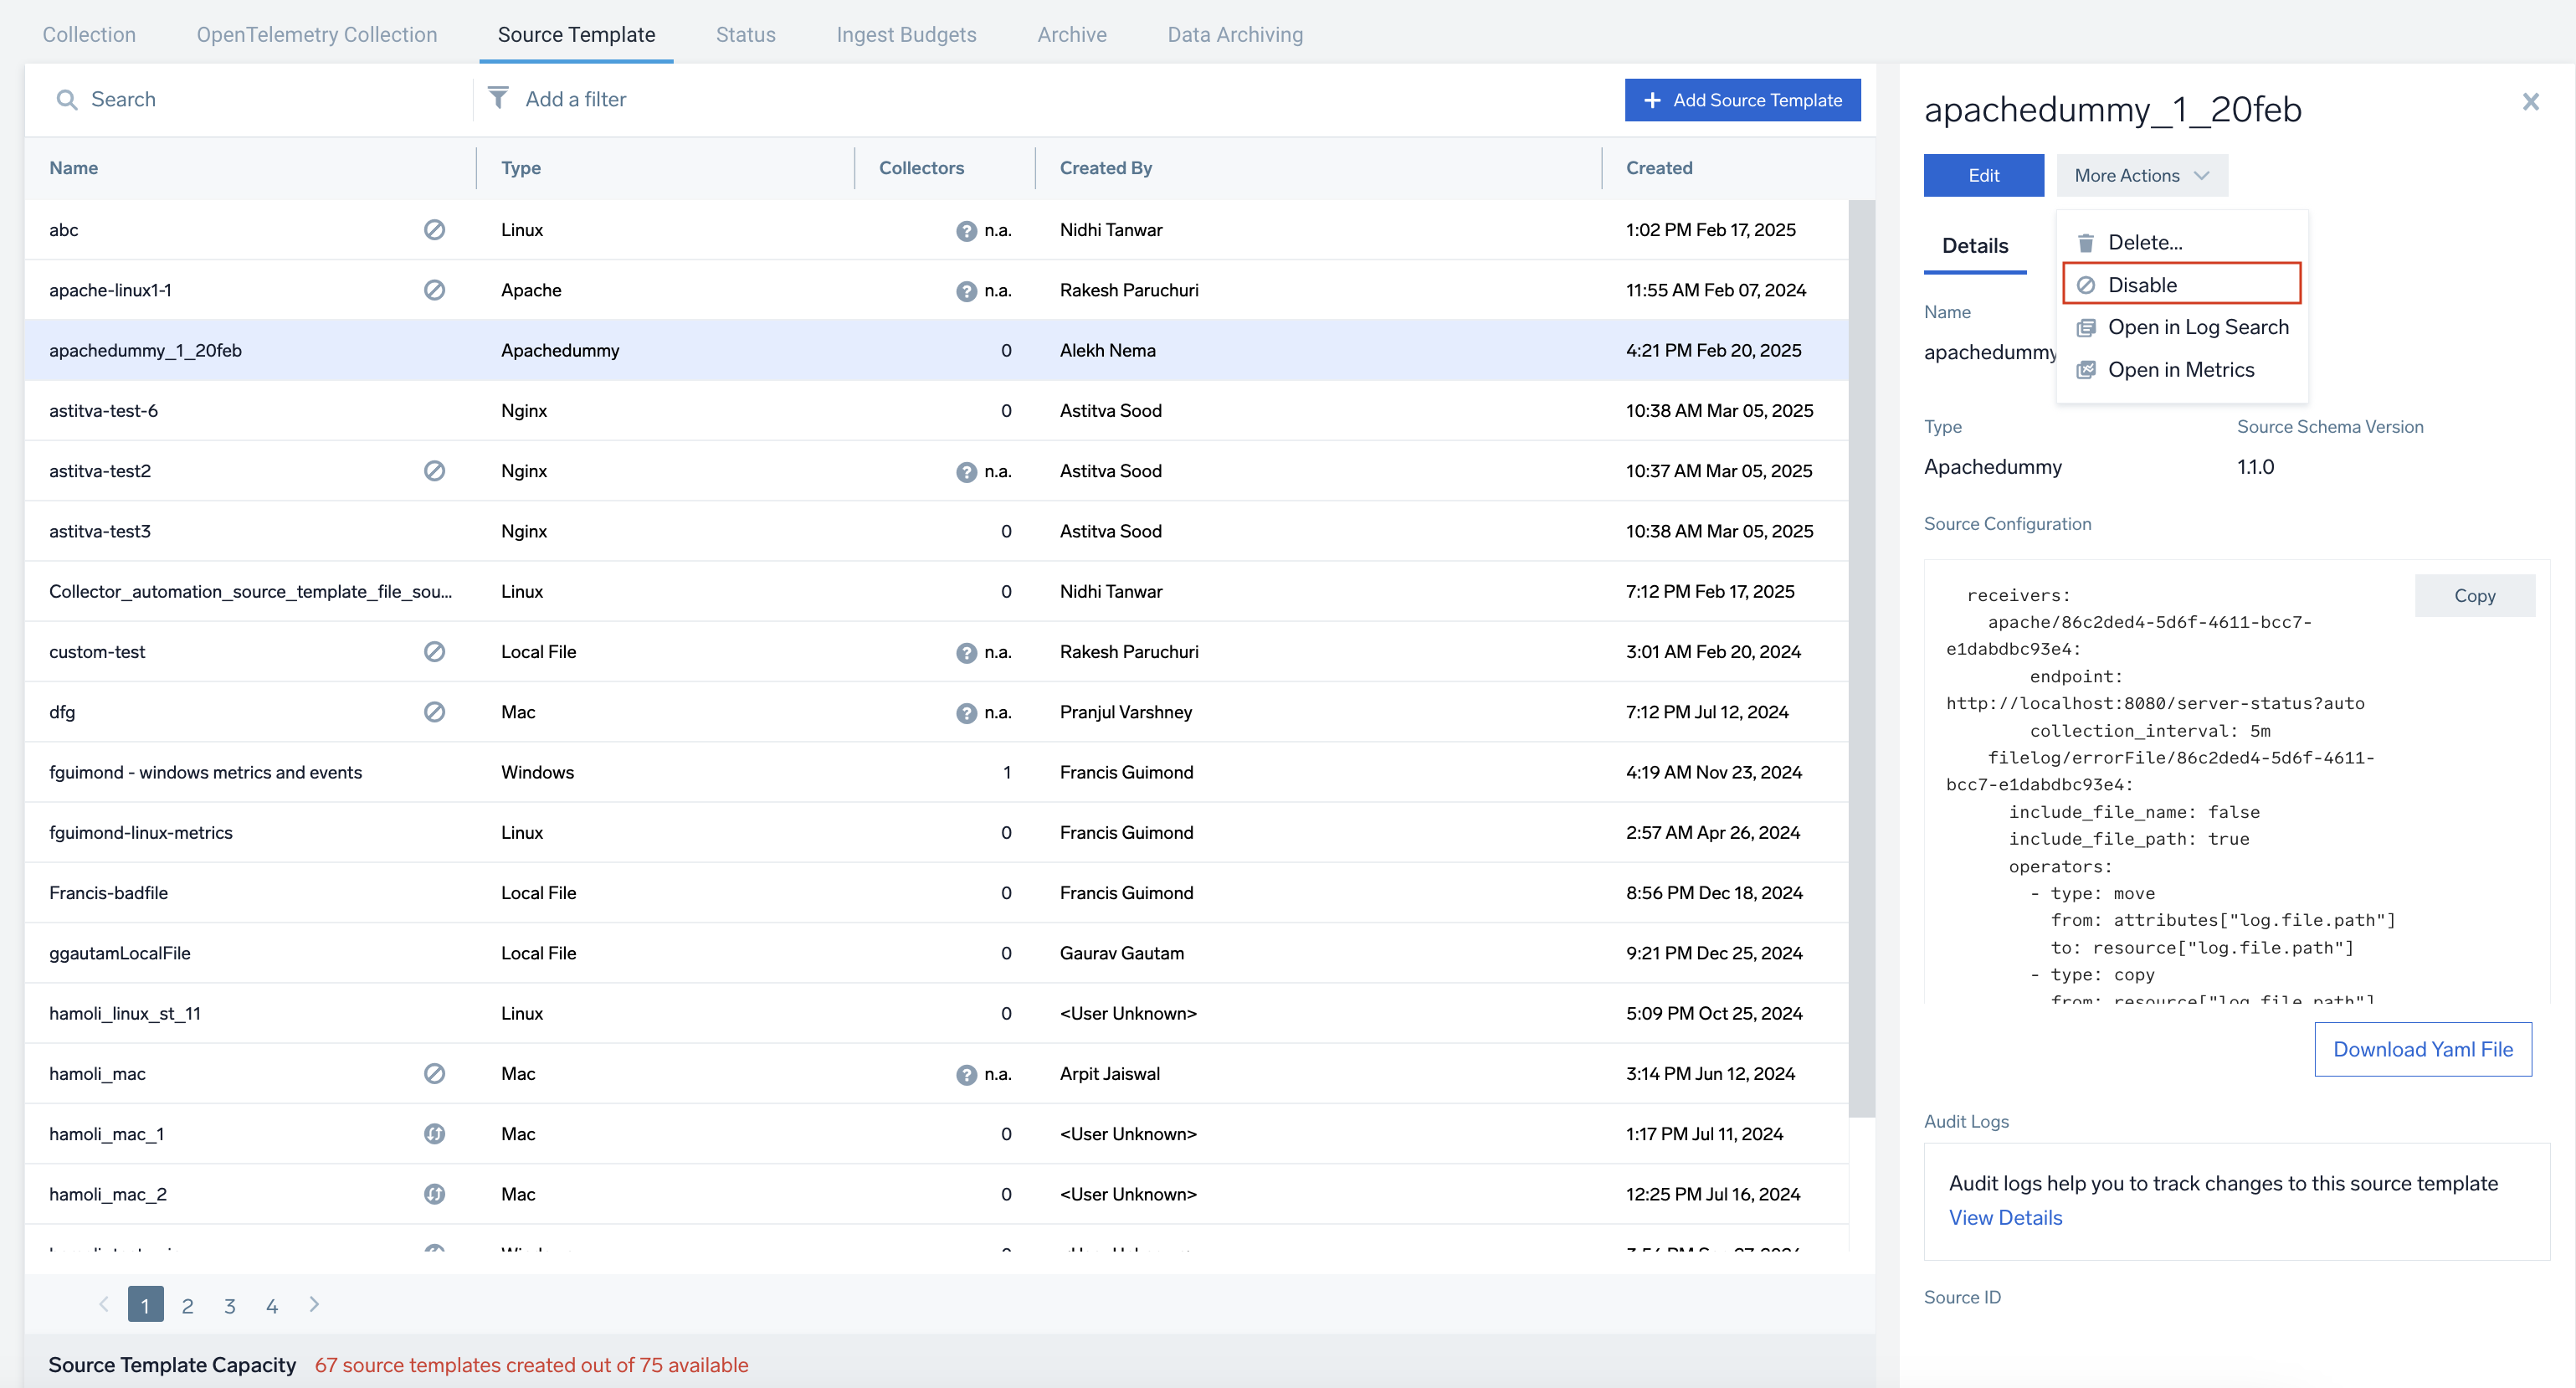 Collection OpenTelemetry Collection Source Template Status Ingest Budgets Archive Data Archiving
Search Add a filter + Add Source Template
Name Type Collectors Created By Created
abc Linux ? n.a. Nidhi Tanwar 1:02 PM Feb 17, 2025
apache-linux1-1 Apache ? n.a. Rakesh Paruchuri 11:55 AM Feb 07, 2024
apachedummy_1_20feb Apachedummy 0 Alekh Nema 4:21 PM Feb 20, 2025
astitva-test-6 Nginx 0 Astitva Sood 10:38 AM Mar 05, 2025
astitva-test2 Nginx ? n.a. Astitva Sood 10:37 AM Mar 05, 2025
astitva-test3 Nginx 0 Astitva Sood 10:38 AM Mar 05, 2025
Collector_automation_source_template_file_sou... Linux 0 Nidhi Tanwar 7:12 PM Feb 17, 2025
custom-test Local File ? n.a. Rakesh Paruchuri 3:01 AM Feb 20, 2024
dfg Mac ? n.a. Pranjul Varshney 7:12 PM Jul 12, 2024
fguimond - windows metrics and events Windows 1 Francis Guimond 4:19 AM Nov 23, 2024
fguimond-linux-metrics Linux 0 Francis Guimond 2:57 AM Apr 26, 2024
Francis-badfile Local File 0 Francis Guimond 8:56 PM Dec 18, 2024
ggautamLocalFile Local File 0 Gaurav Gautam 9:21 PM Dec 25, 2024
hamoli_linux_st_11 Linux 0 <User Unknown> 5:09 PM Oct 25, 2024
hamoli_mac Mac ? n.a. Arpit Jaiswal 3:14 PM Jun 12, 2024
hamoli_mac_1 Mac 0 <User Unknown> 1:17 PM Jul 11, 2024
hamoli_mac_2 Mac 0 <User Unknown> 12:25 PM Jul 16, 2024
1 2 3 4
Source Template Capacity 67 source templates created out of 75 available
apachedummy_1_20feb
Edit More Actions
Delete...
Disable
Open in Log Search
Open in Metrics
Details
Name
apachedummy
Type Source Schema Version
Apachedummy 1.1.0
Source Configuration
Copy
receivers:
apache/86c2ded4-5d6f-4611-bcc7-
e1dabdbc93e4:
endpoint:
http://localhost:8080/server-status?auto
collection_interval: 5m
filelog/errorFile/86c2ded4-5d6f-4611-
bcc7-e1dabdbc93e4:
include_file_name: false
include_file_path: true
operators:
- type: move
from: attributes["log.file.path"]
to: resource["log.file.path"]
- type: copy
from: resource["log.file.path"]
Download Yaml File
Audit Logs
Audit logs help you to track changes to this source template
View Details
Source ID